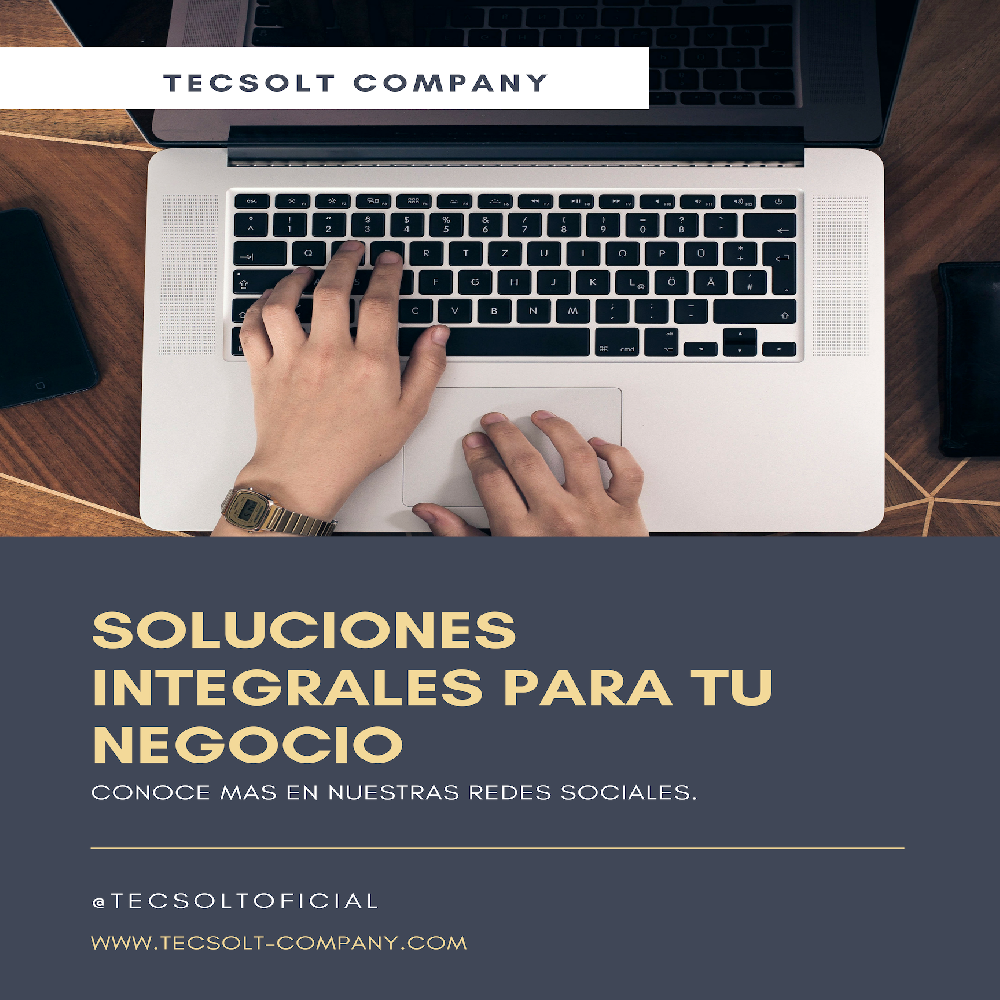 TECSOLT COMPANY
SOLUCIONES
INTEGRALES PARA TU
NEGOCIO
CONOCE MAS EN NUESTRAS REDES SOCIALES.
@TECSOLTOFICIAL
WWW.TECSOLT-COMPANY.COM